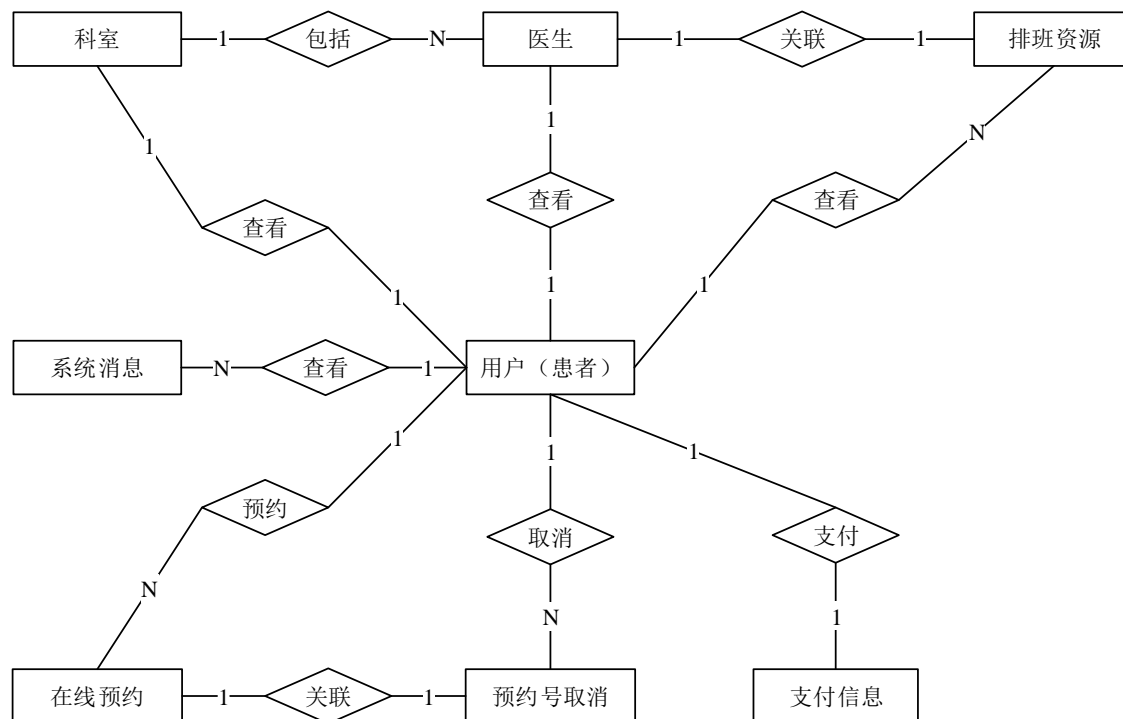 科室
1
包括
N
医生
1
关联
1
排班资源
1
1
N
查看
查看
查看
1
1
1
系统消息
N
查看
1
用户（患者）
1
1
1
预约
取消
支付
N
N
1
在线预约
1
关联
1
预约号取消
支付信息